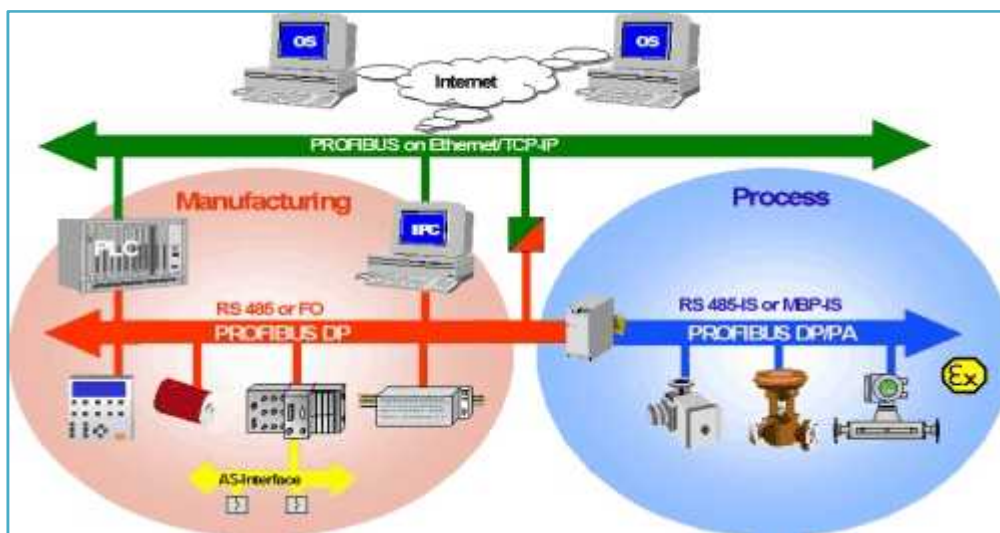 OS
OS
Internet
PROFIBUS on Ethernet/TCP-IP
Manufacturing
Process
PLC
IPC
RS 485 or FO
RS 485-IS or MBP-IS
PROFIBUS DP
PROFIBUS DP/PA
Ex
AS-Interface